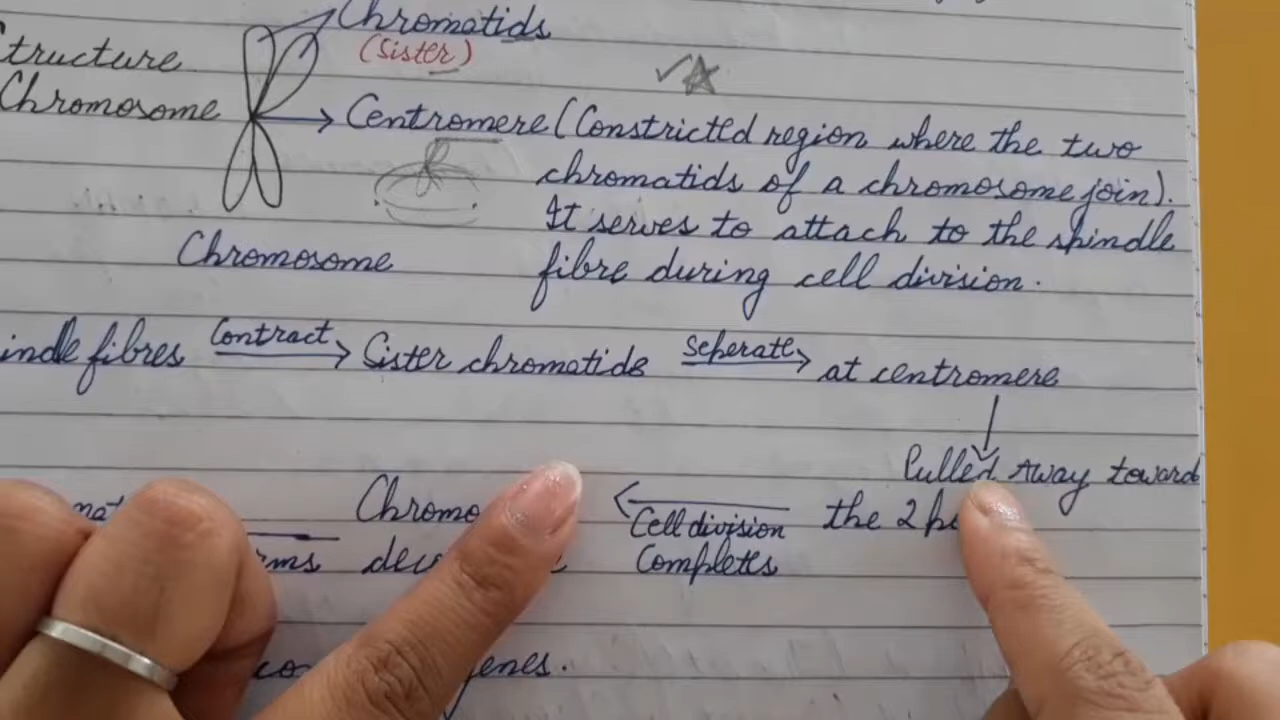 Chromatids
(Sister)
Structure
Chromosome
Centromere (Constricted region where the two
chromatids of a chromosome join).
It serves to attach to the spindle
fibre during cell division.
Chromosome
fibres Contract Sister chromatids Seperate at centromere
Pulled Away toward
the 2
Cell division
Completes